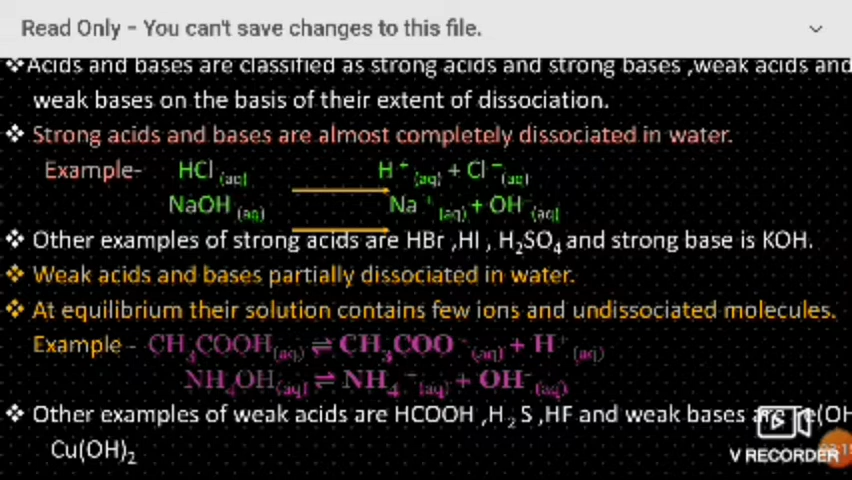 Read Only - You can't save changes to this file.
❖Acids and bases are classified as strong acids and strong bases ,weak acids and
weak bases on the basis of their extent of dissociation.
❖ Strong acids and bases are almost completely dissociated in water.
Example- HCl (aq) → H⁺ (aq) + Cl⁻ (aq)
NaOH (aq) → Na ⁺ (aq) + OH⁻ (aq)
❖ Other examples of strong acids are HBr ,HI , H₂SO₄ and strong base is KOH.
❖ Weak acids and bases partially dissociated in water.
❖ At equilibrium their solution contains few ions and undissociated molecules.
Example - CH₃COOH(aq) ⇌ CH₃COO ⁻ (aq) + H⁺ (aq)
NH₄OH(aq) ⇌ NH₄ ⁻ (aq) + OH⁻(aq)
❖ Other examples of weak acids are HCOOH ,H ₂ S ,HF and weak bases are (OH
Cu(OH)₂
V RECORDER